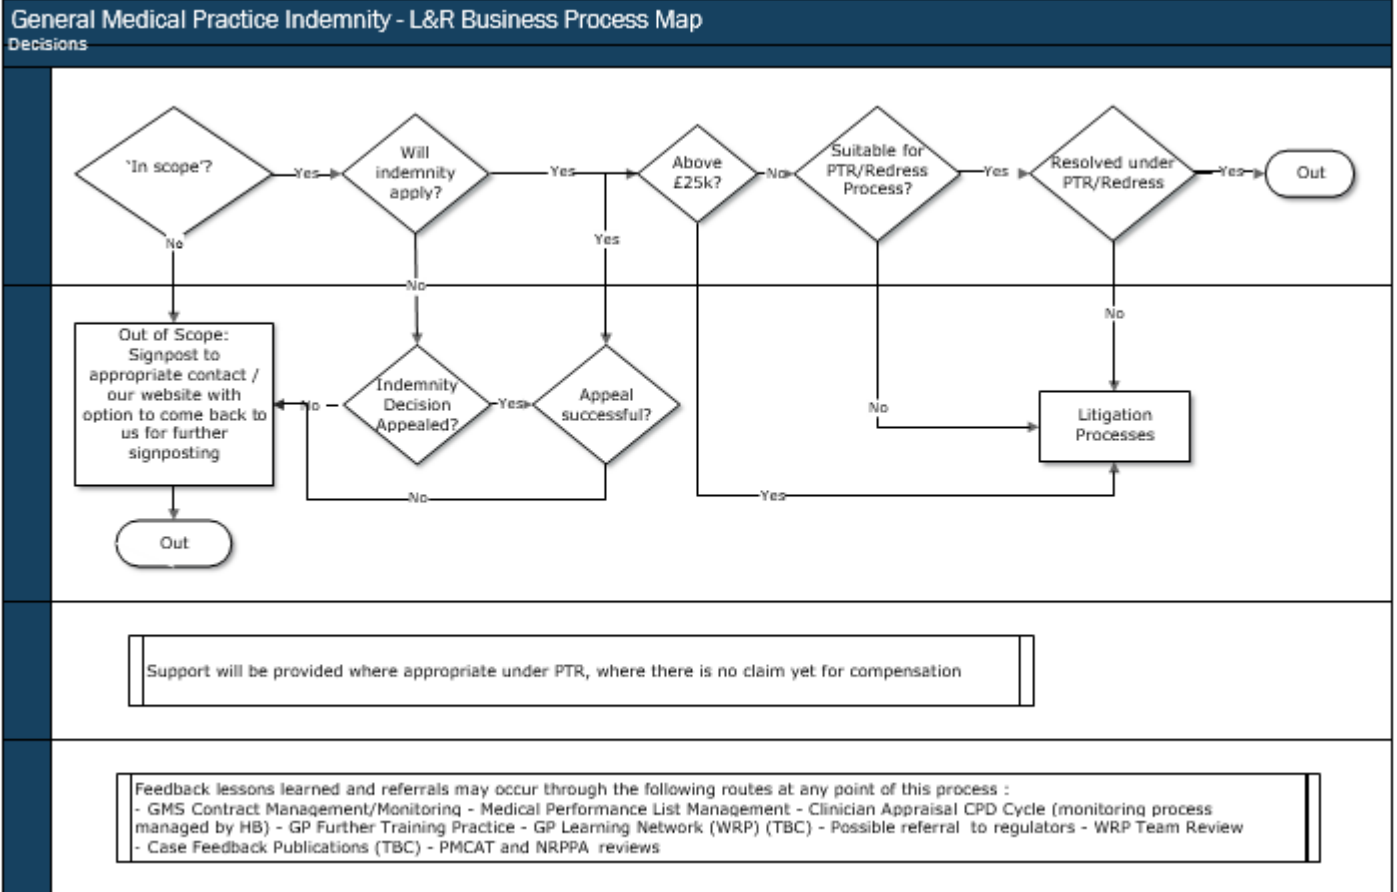 General Medical Practice Indemnity - L&R Business Process Map
Decisions
'In scope'?
Yes
Will
indemnity
apply?
Yes
Above
£25k?
No
Suitable for
PTR/Redress
Process?
Yes
Resolved under
PTR/Redress
Yes
Out
No
Yes
No
No
Out of Scope:
Signpost to
appropriate contact /
our website with
option to come back to
us for further
signposting
No
Indemnity
Decision
Appealed?
Yes
Appeal
successful?
No
Litigation
Processes
No
Yes
Out
Support will be provided where appropriate under PTR, where there is no claim yet for compensation
Feedback lessons learned and referrals may occur through the following routes at any point of this process :
- GMS Contract Management/Monitoring - Medical Performance List Management - Clinician Appraisal CPD Cycle (monitoring process
managed by HB) - GP Further Training Practice - GP Learning Network (WRP) (TBC) - Possible referral  to regulators - WRP Team Review
- Case Feedback Publications (TBC) - PMCAT and NRPPA  reviews